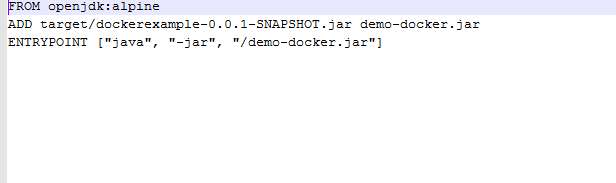 FROM openjdk:alpine
ADD target/dockerexample-0.0.1-SNAPSHOT.jar demo-docker.jar
ENTRYPOINT ["java", "-jar", "/demo-docker.jar"]